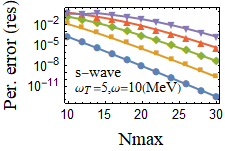 Per. error (res)
10⁻²
10⁻⁵
10⁻⁸
10⁻¹¹
s-wave
ω_T=5,ω=10(MeV)
10 15 20 25 30
Nmax